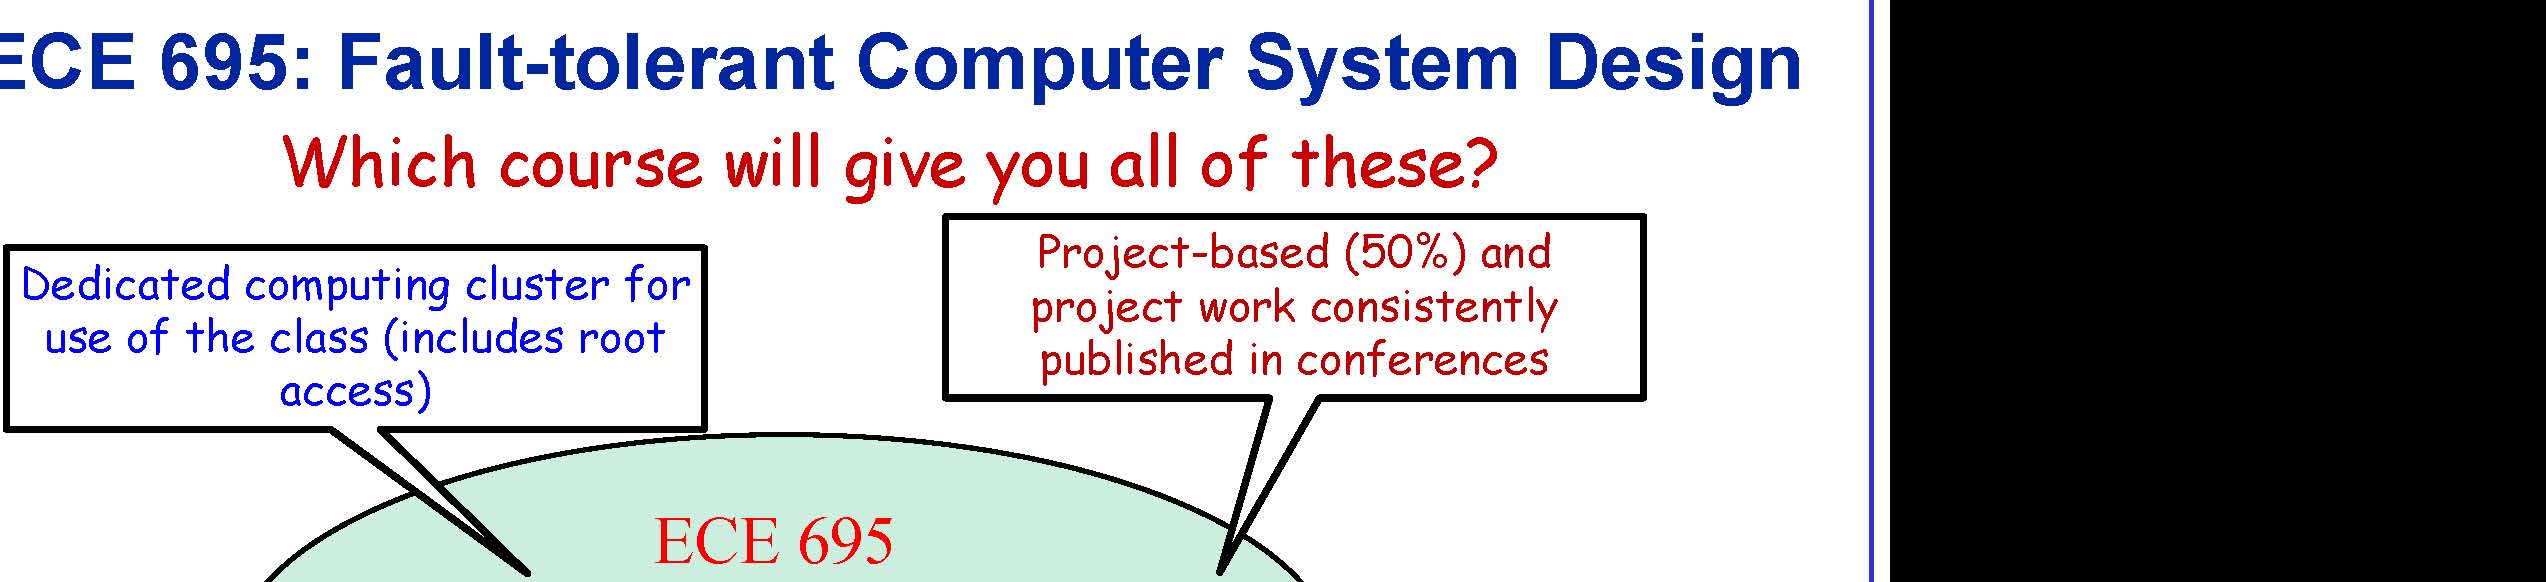 ECE 695: Fault-tolerant Computer System Design
Which course will give you all of these?
Dedicated computing cluster for
use of the class (includes root
access)
Project-based (50%) and
project work consistently
published in conferences
ECE 695